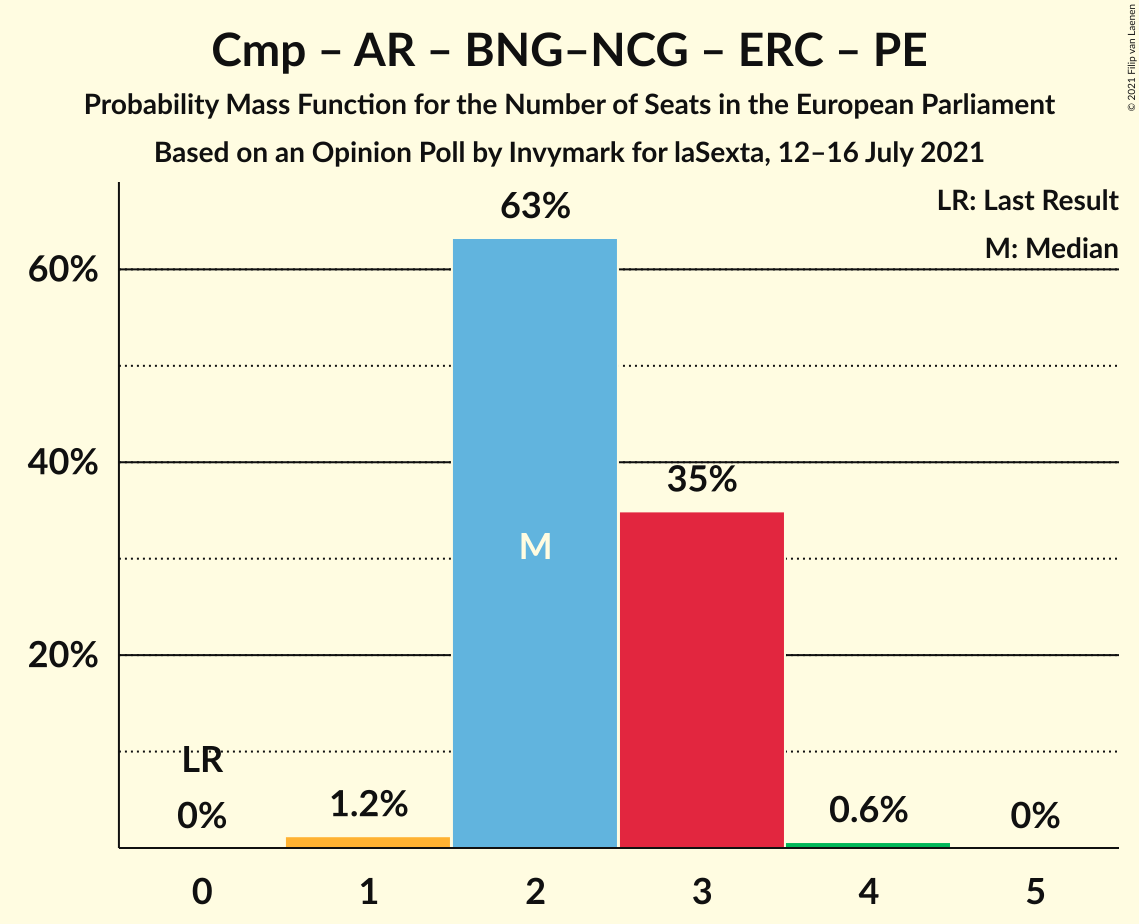 Cmp – AR – BNG–NCG – ERC – PE
Probability Mass Function for the Number of Seats in the European Parliament
Based on an Opinion Poll by Invymark for laSexta, 12–16 July 2021
© 2021 Filip van Laenen
LR: Last Result
M: Median
63%
60%
40%
35%
M
20%
LR
0%
1.2%
0.6%
0%
0 1 2 3 4 5